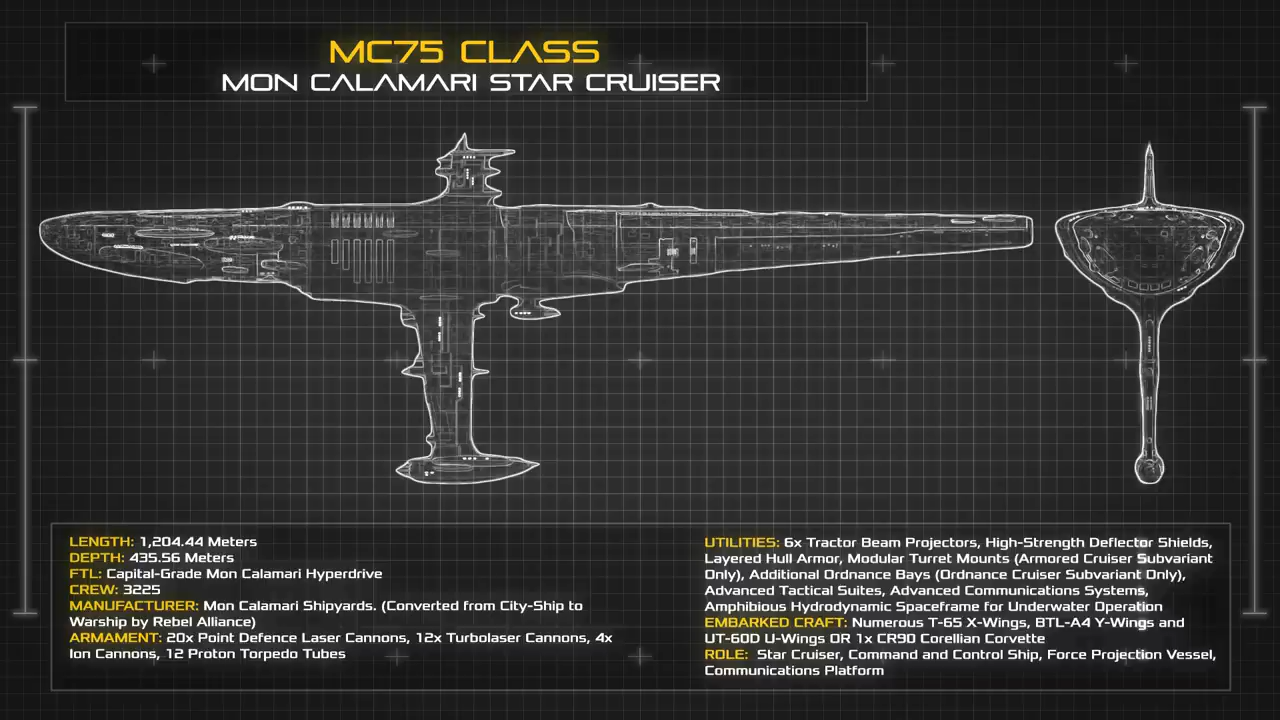 MC75 CLASS
MON CALAMARI STAR CRUISER
LENGTH: 1,204.44 Meters
DEPTH: 435.56 Meters
FTL: Capital-Grade Mon Calamari Hyperdrive
CREW: 3225
MANUFACTURER: Mon Calamari Shipyards. (Converted from City-Ship to
Warship by Rebel Alliance)
ARMAMENT: 20x Point Defence Laser Cannons, 12x Turbolaser Cannons, 4x
Ion Cannons, 12 Proton Torpedo Tubes
UTILITIES: 6x Tractor Beam Projectors, High-Strength Deflector Shields,
Layered Hull Armor, Modular Turret Mounts (Armored Cruiser Subvariant
Only), Additional Ordnance Bays (Ordnance Cruiser Subvariant Only),
Advanced Tactical Suites, Advanced Communications Systems,
Amphibious Hydrodynamic Spaceframe for Underwater Operation
EMBARKED CRAFT: Numerous T-65 X-Wings, BTL-A4 Y-Wings and
UT-60D U-Wings OR 1x CR90 Corellian Corvette
ROLE: Star Cruiser, Command and Control Ship, Force Projection Vessel,
Communications Platform